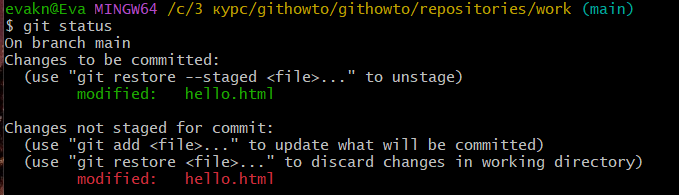 evakn@Eva MINGW64 /c/3 курс/githowto/githowto/repositories/work (main)
$ git status
On branch main
Changes to be committed:
  (use "git restore --staged <file>..." to unstage)
        modified:   hello.html

Changes not staged for commit:
  (use "git add <file>..." to update what will be committed)
  (use "git restore <file>..." to discard changes in working directory)
        modified:   hello.html